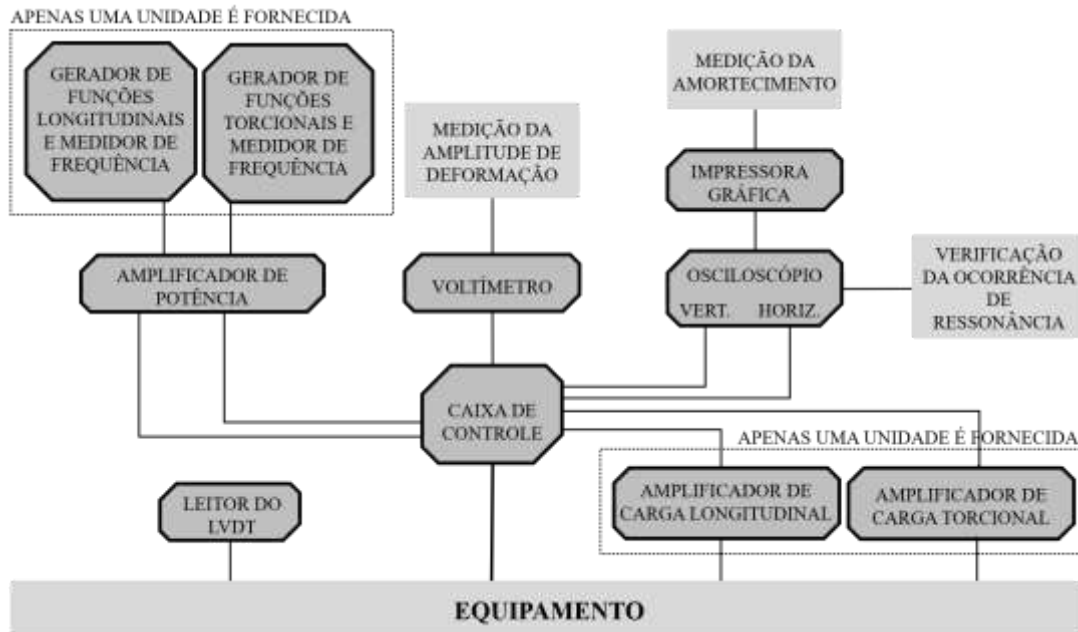 APENAS UMA UNIDADE É FORNECIDA
GERADOR DE
FUNÇÕES
LONGITUDINAIS
E MEDIDOR DE
FREQUÊNCIA
GERADOR DE
FUNÇÕES
TORCIONAIS E
MEDIDOR DE
FREQUÊNCIA
MEDIÇÃO DA
AMPLITUDE DE
DEFORMAÇÃO
MEDIÇÃO DA
AMORTECIMENTO
IMPRESSORA
GRÁFICA
AMPLIFICADOR DE
POTÊNCIA
VOLTÍMETRO
OSCILOSCÓPIO
VERT. HORIZ.
VERIFICAÇÃO
DA OCORRÊNCIA
DE
RESSONÂNCIA
CAIXA DE
CONTROLE
APENAS UMA UNIDADE É FORNECIDA
LEITOR DO
LVDT
AMPLIFICADOR DE
CARGA LONGITUDINAL
AMPLIFICADOR DE
CARGA TORCIONAL
EQUIPAMENTO